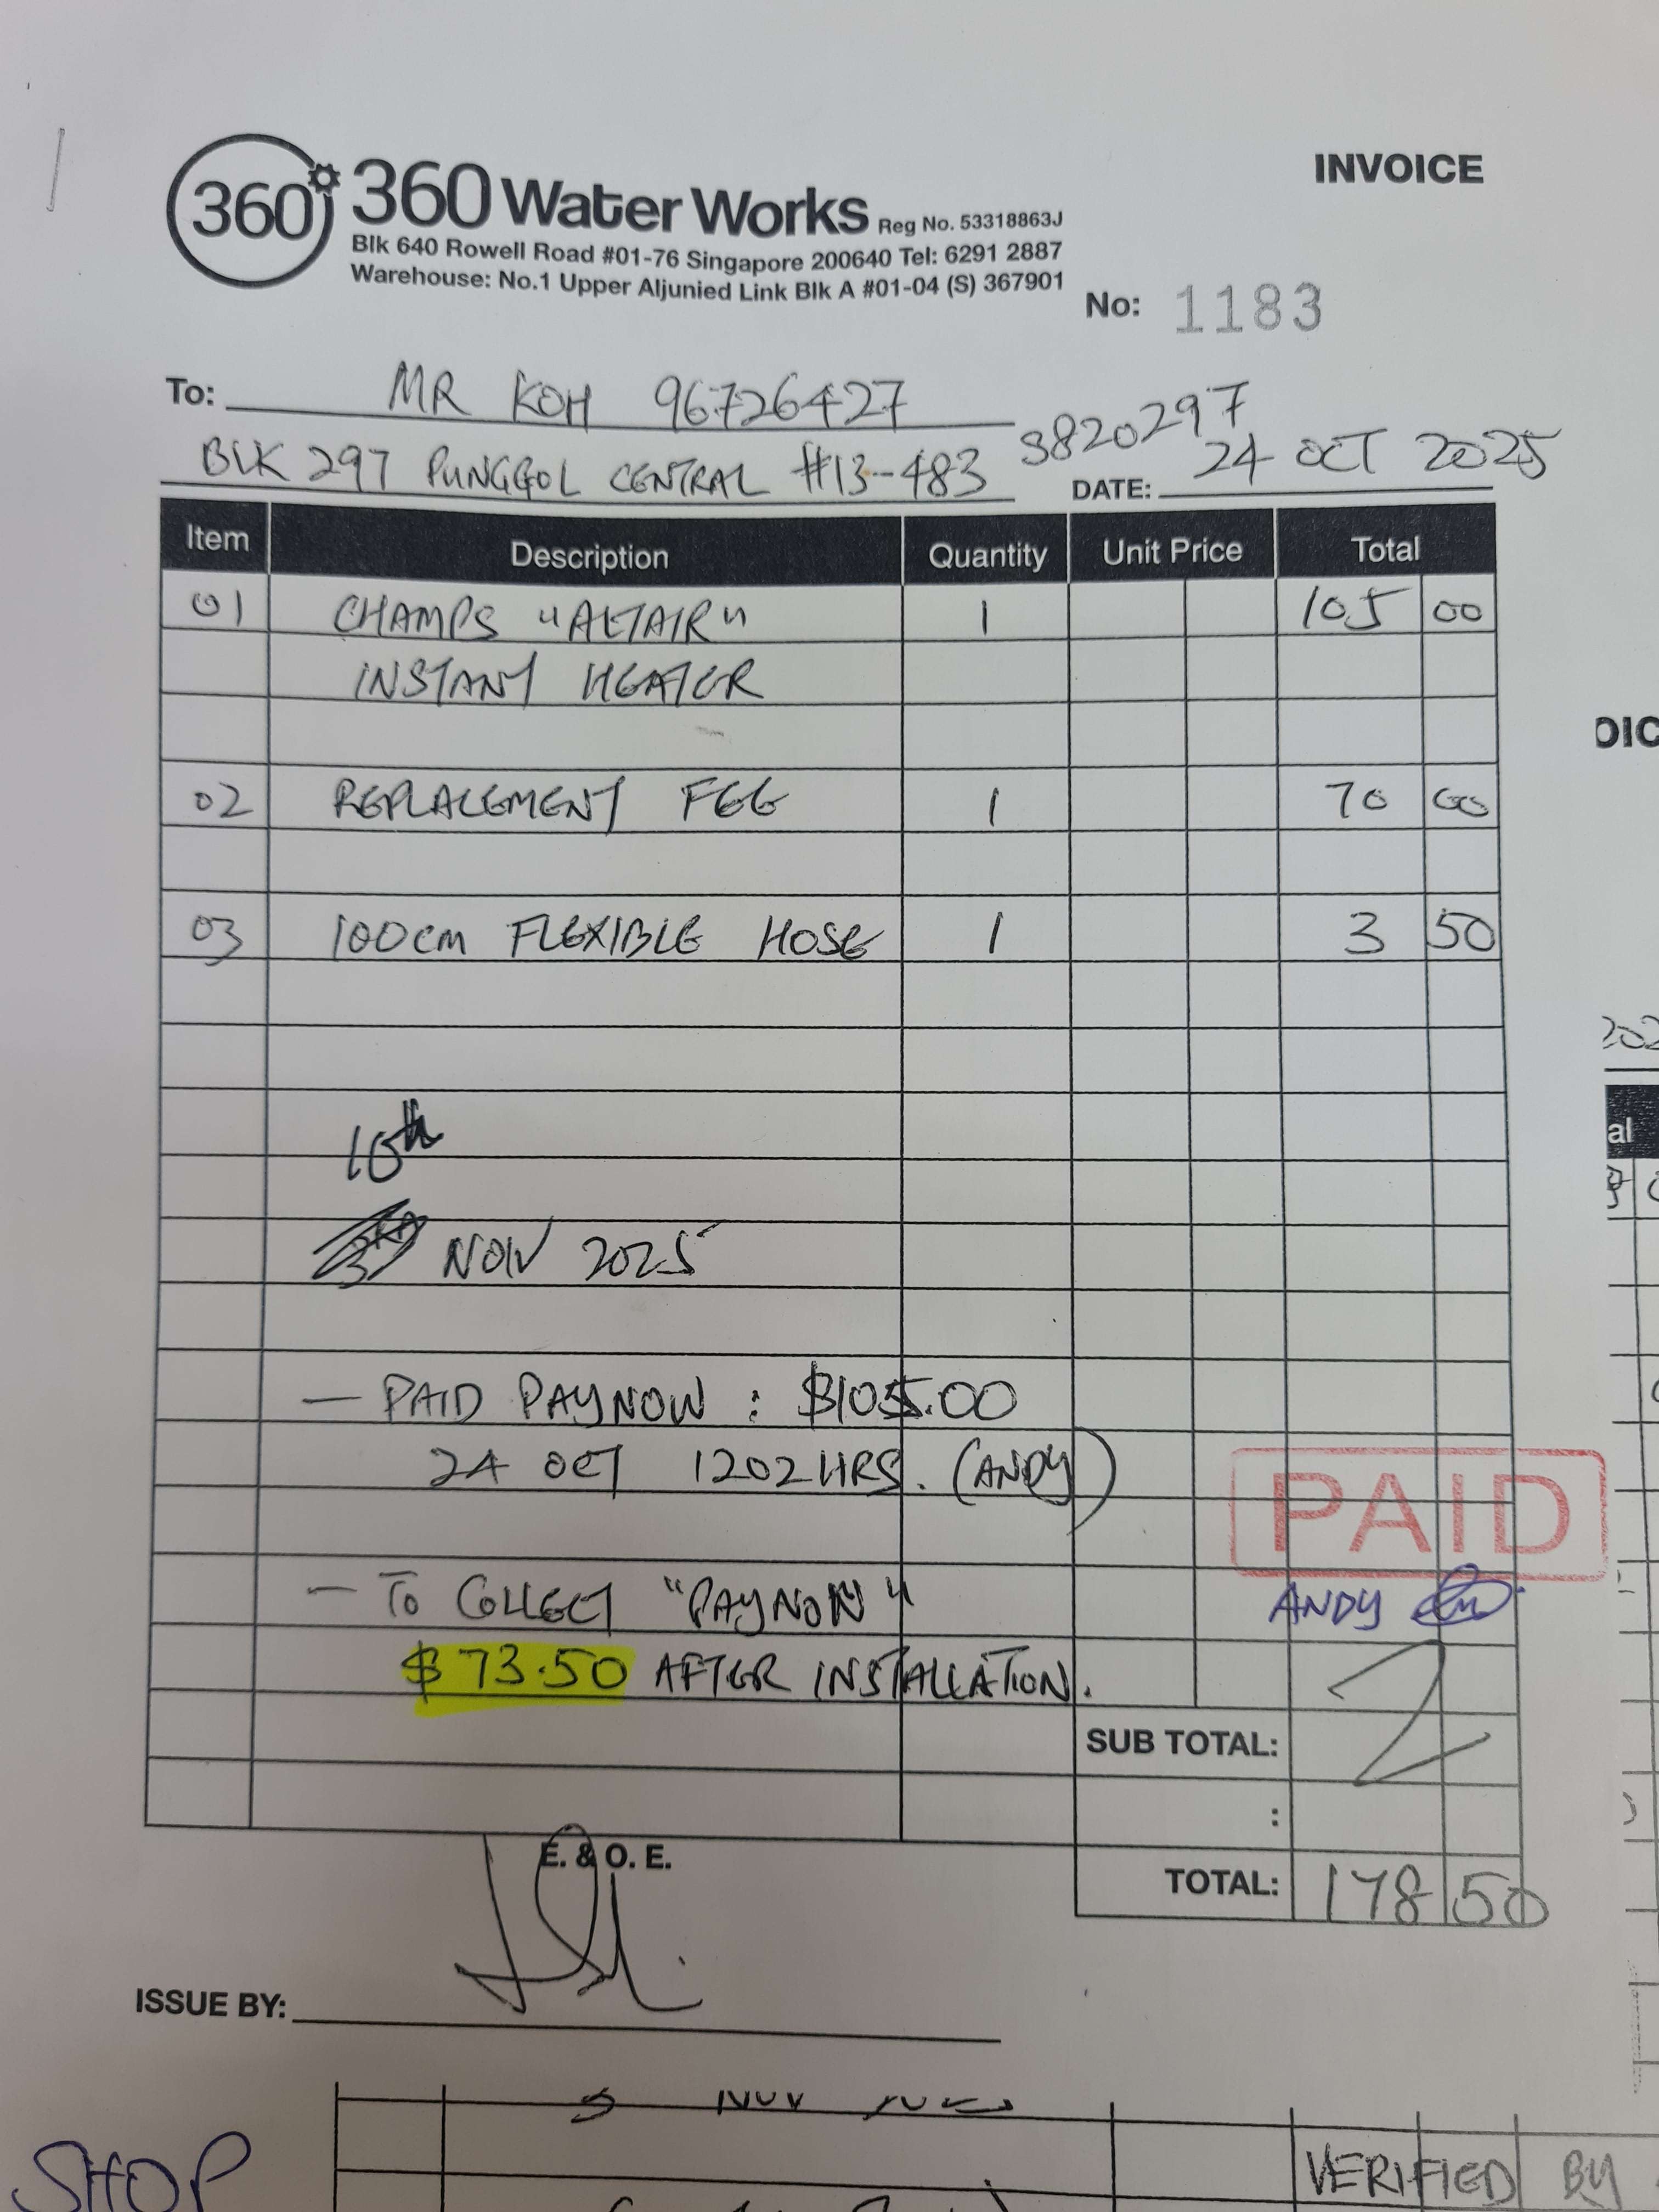 360
360 Water Works Reg No. 53318863J
INVOICE
Blk 640 Rowell Road #01-76 Singapore 200640 Tel: 6291 2887
Warehouse: No.1 Upper Aljunied Link Blk A #01-04 (S) 367901
No: 1183
To: MR KOH 96726427
BLK 297 PUNGGOL CENTRAL #13-483 S820297
DATE: 24 OCT 2025
Item Description Quantity Unit Price Total
01 CHAMPS "ALTAIR" 1 105 00
INSTANT HEATER
02 REPLACEMENT FEE 1 70 00
03 100cm FLEXIBLE HOSE 1 3 50
10th
NOV 2025
- PAID PAYNOW : $105.00
24 OCT 1202HRS. (ANDY)
PAID
- TO COLLECT "PAYNOW"
ANDY
$73.50 AFTER INSTALLATION.
SUB TOTAL:
:
E. & O. E.
TOTAL: 178 50
ISSUE BY:
NOV
SHOP
VERIFIED BY